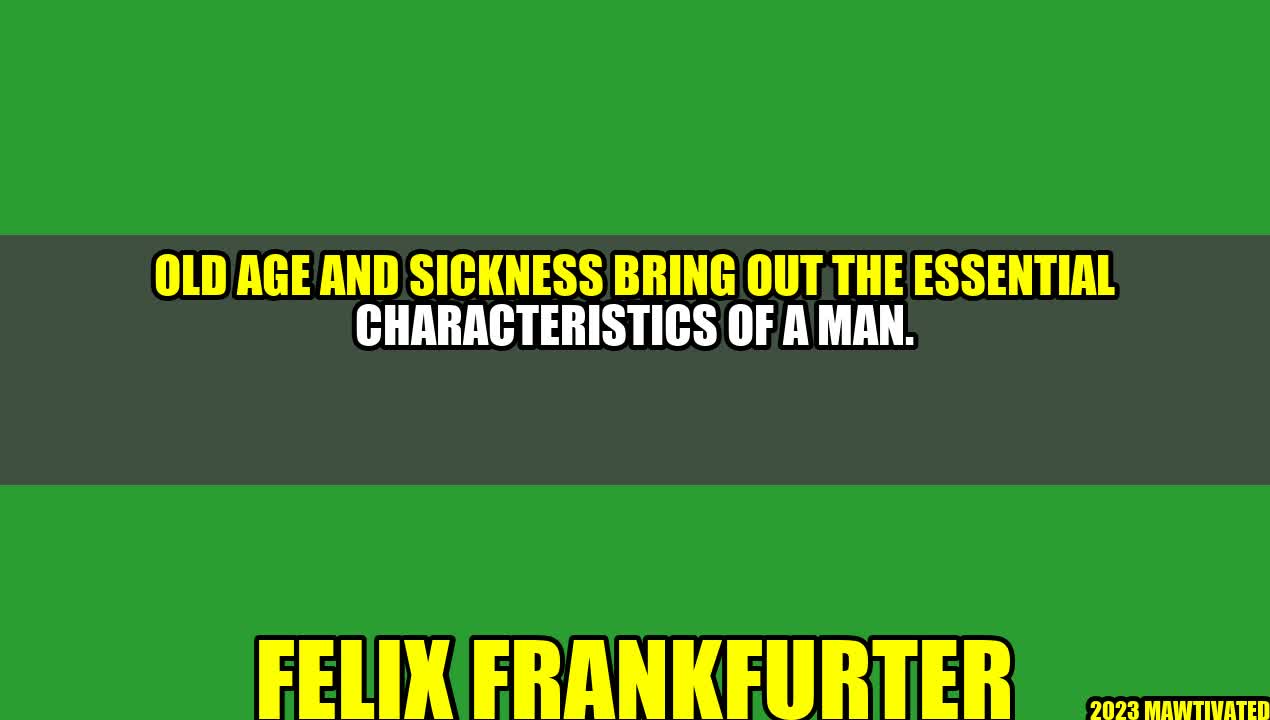 OLD AGE AND SICKNESS BRING OUT THE ESSENTIAL
CHARACTERISTICS OF A MAN.
FELIX FRANKFURTER
2023 MAWTIVATED